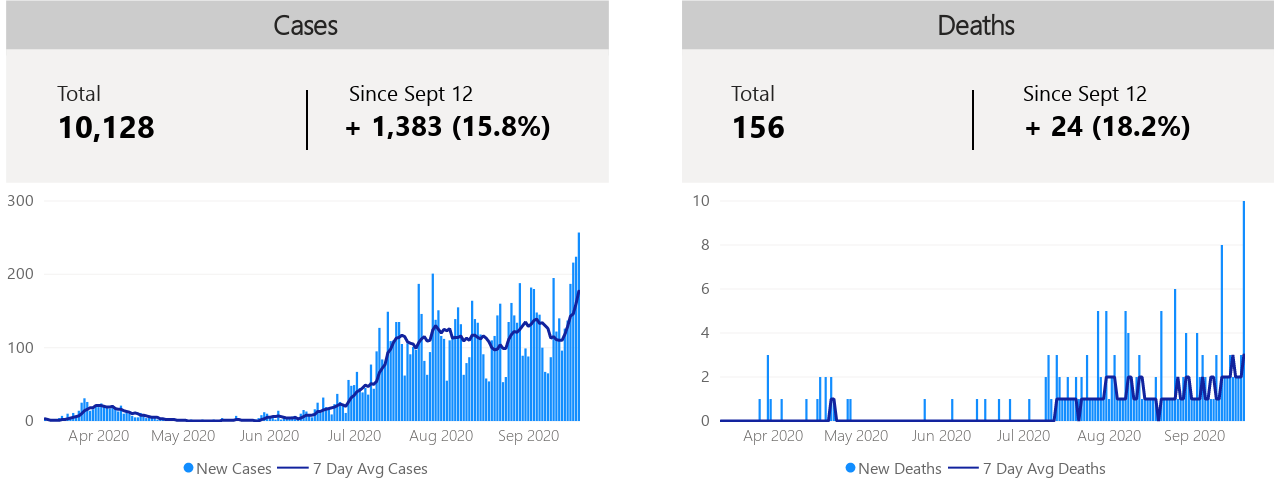 Cases
Total
10,128
Since Sept 12
+ 1,383 (15.8%)
300
200
100
0
Apr 2020 May 2020 Jun 2020 Jul 2020 Aug 2020 Sep 2020
New Cases 7 Day Avg Cases
Deaths
Total
156
Since Sept 12
+ 24 (18.2%)
10
8
6
4
2
0
Apr 2020 May 2020 Jun 2020 Jul 2020 Aug 2020 Sep 2020
New Deaths 7 Day Avg Deaths